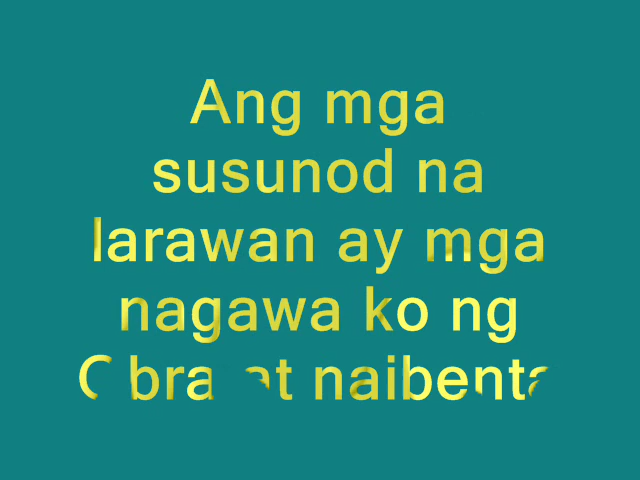 Ang mga
susunod na
larawan ay mga
nagawa ko ng
Obra at naibenta